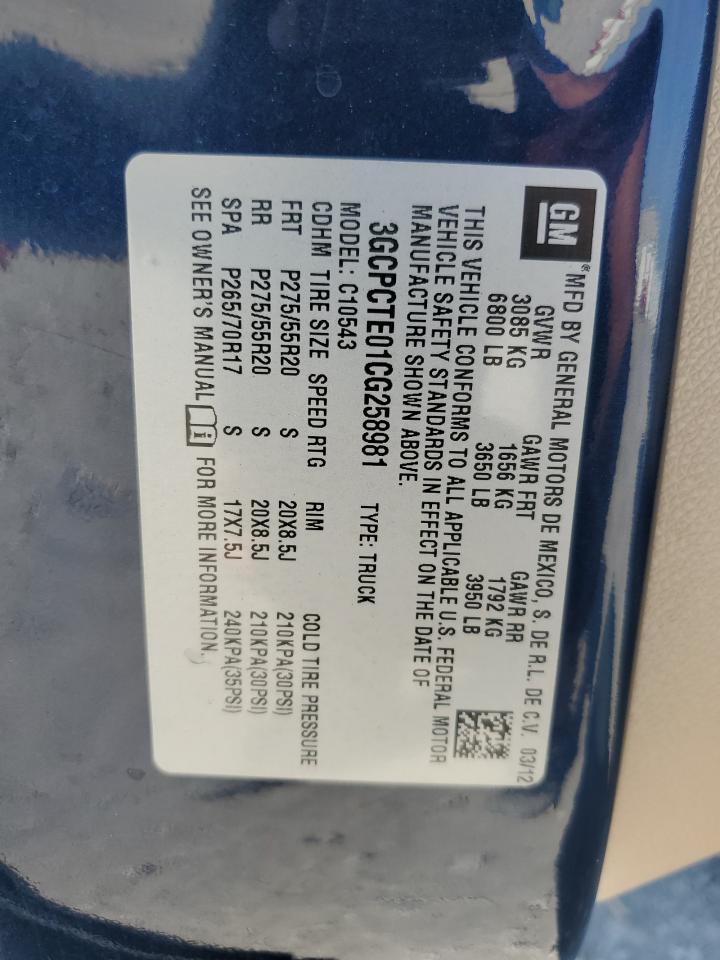 GM® MFD BY GENERAL MOTORS DE MEXICO, S. DE R.L. DE C.V. 03/12
GVWR GAWR FRT GAWR RR
3085 KG 1656 KG 1792 KG
6800 LB 3650 LB 3950 LB
THIS VEHICLE CONFORMS TO ALL APPLICABLE U.S. FEDERAL MOTOR
VEHICLE SAFETY STANDARDS IN EFFECT ON THE DATE OF
MANUFACTURE SHOWN ABOVE.
3GCPCTE01CG258981 TYPE: TRUCK
MODEL: C10543
CDHM TIRE SIZE SPEED RTG RIM COLD TIRE PRESSURE
FRT P275/55R20 S 20X8.5J 210KPA(30PSI)
RR P275/55R20 S 20X8.5J 210KPA(30PSI)
SPA P265/70R17 S 17X7.5J 240KPA(35PSI)
SEE OWNER'S MANUAL FOR MORE INFORMATION.